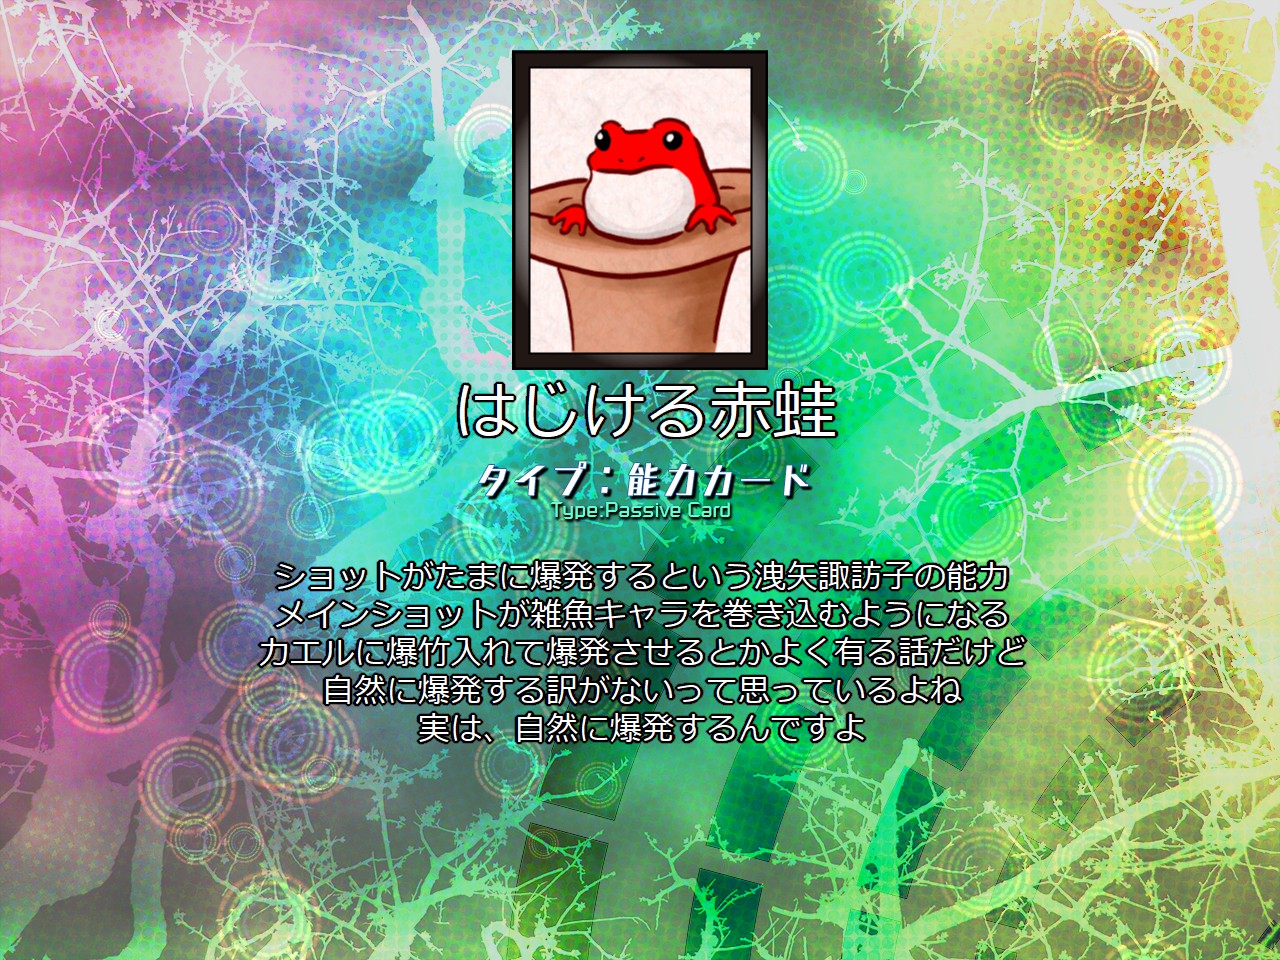 はじける赤蛙
タイプ：能力カード
Type:Passive Card
ショットがたまに爆発するという洩矢諏訪子の能力
メインショットが雑魚キャラを巻き込むようになる
カエルに爆竹入れて爆発させるとかよく有る話だけど
自然に爆発する訳がないって思っているよね
実は、自然に爆発するんですよ